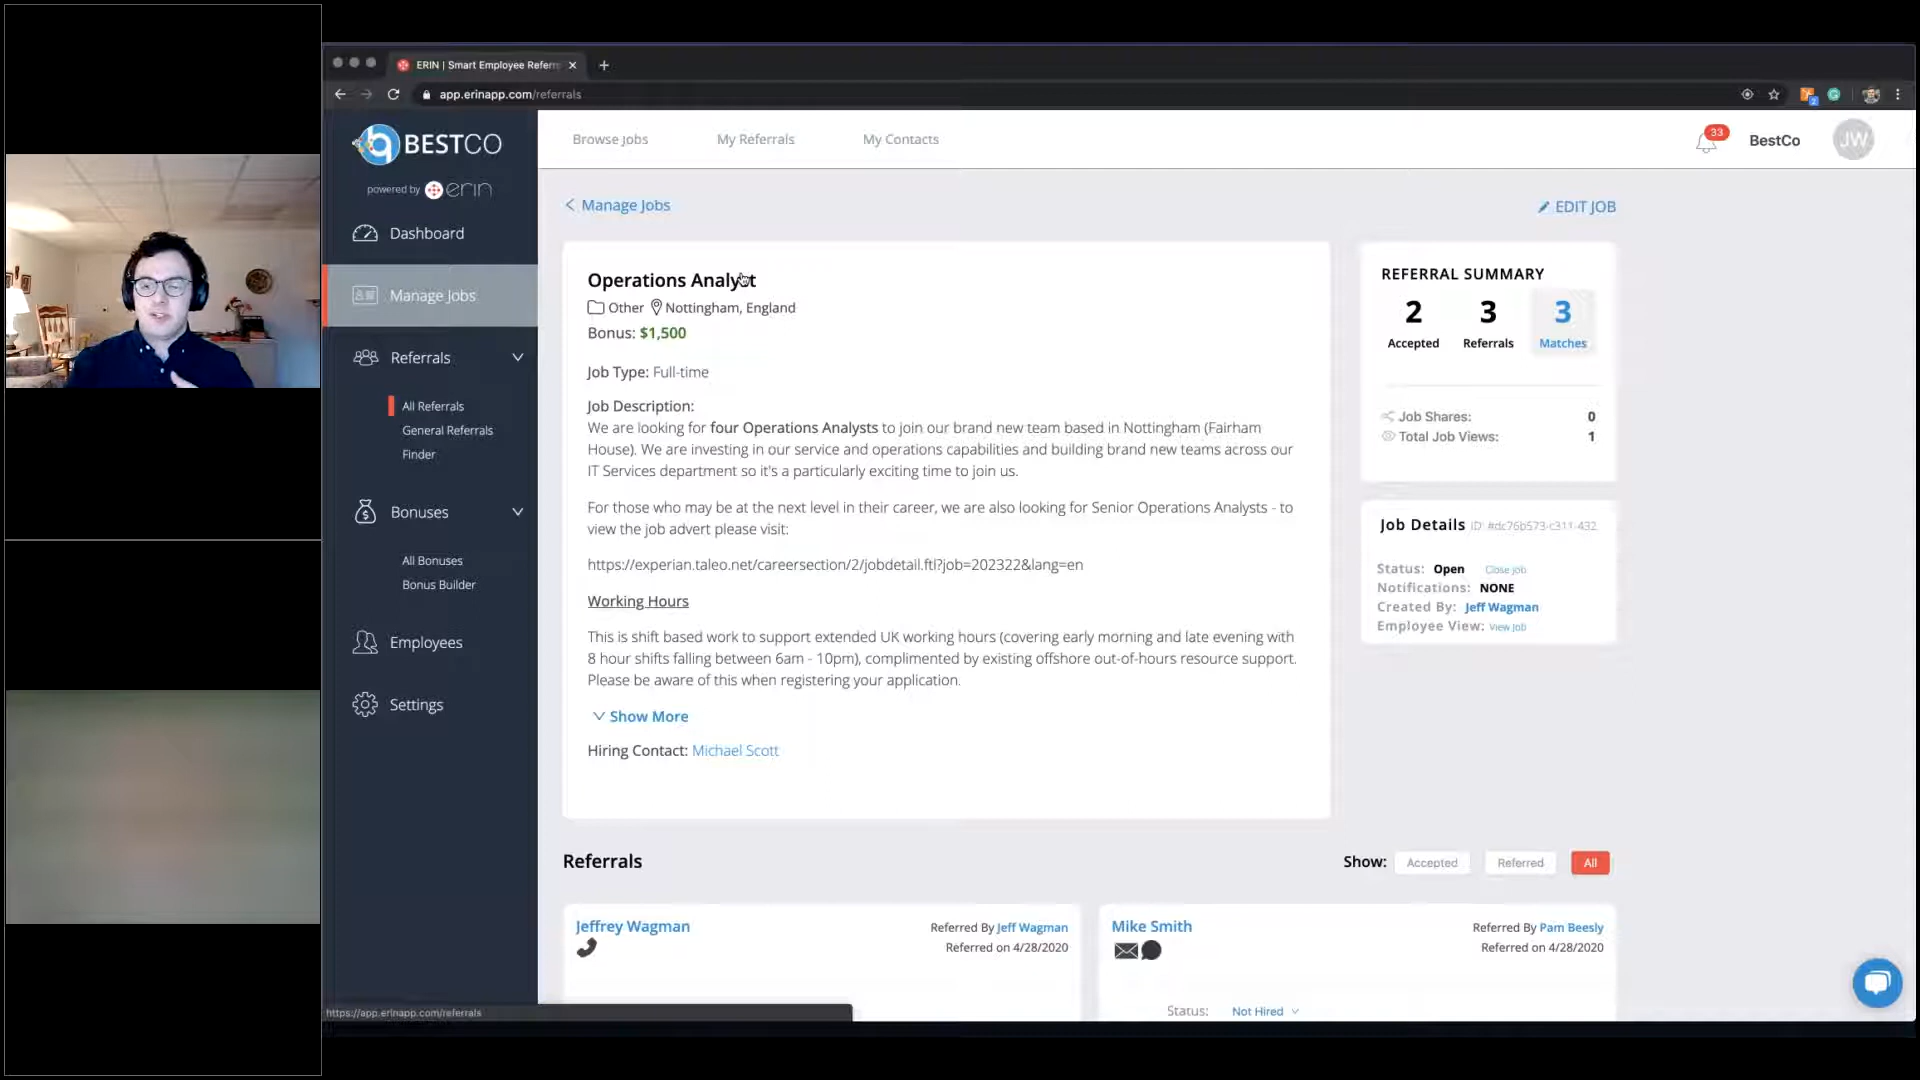 ERIN | Smart Employee Referr
app.erinapp.com/referrals
BESTCO
powered by erin
Browse Jobs
My Referrals
My Contacts
33
BestCo
JW
Dashboard
Manage Jobs
Referrals
All Referrals
General Referrals
Finder
Bonuses
All Bonuses
Bonus Builder
Employees
Settings
Manage Jobs
EDIT JOB
Operations Analyst
Other Nottingham, England
Bonus: $1,500
Job Type: Full-time
Job Description:
We are looking for four Operations Analysts to join our brand new team based in Nottingham (Fairham
House). We are investing in our service and operations capabilities and building brand new teams across our
IT Services department so it's a particularly exciting time to join us.
For those who may be at the next level in their career, we are also looking for Senior Operations Analysts - to
view the job advert please visit:
https://experian.taleo.net/careersection/2/jobdetail.ftl?job=202322&lang=en
Working Hours
This is shift based work to support extended UK working hours (covering early morning and late evening with
8 hour shifts falling between 6am - 10pm), complimented by existing offshore out-of-hours resource support.
Please be aware of this when registering your application.
Show More
Hiring Contact: Michael Scott
REFERRAL SUMMARY
2 3 3
Accepted Referrals Matches
Job Shares: 0
Total Job Views: 1
Job Details ID: #dc76b573-c311-432
Status: Open Close job
Notifications: NONE
Created By: Jeff Wagman
Employee View: View Job
Referrals
Show: Accepted Referred All
Jeffrey Wagman
Referred By Jeff Wagman
Referred on 4/28/2020
Mike Smith
Referred By Pam Beesly
Referred on 4/28/2020
Status: Not Hired
https://app.erinapp.com/referrals